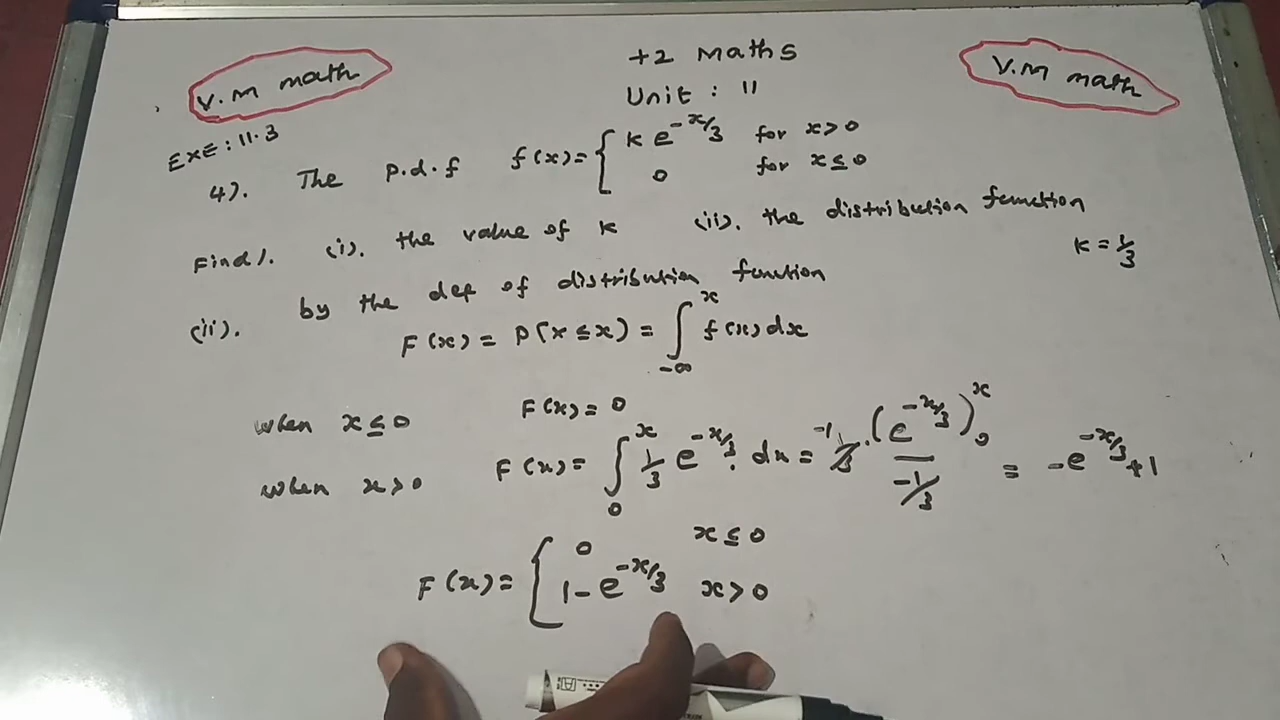 V.M math
+2 Maths
V.M math
Unit : 11
Exe : 11.3
4). The p.d.f f(x)= { k e^{-x/3} for x>0
0 for x≤0
Find). (i). the value of k (ii). the distribution function
k = 1/3
(ii). by the def of distribution function
F(x) = P(X≤x) = ∫_{-∞}^{x} f(x) dx
when x≤0 F(x)= 0
when x>0 F(x)= ∫_{0}^{x} 1/3 e^{-x/3}. dx = 1/3 . (e^{-x/3} / -1/3)_{0}^{x} = -e^{-x/3}+1
F(x)= { 0 x≤0
1- e^{-x/3} x>0